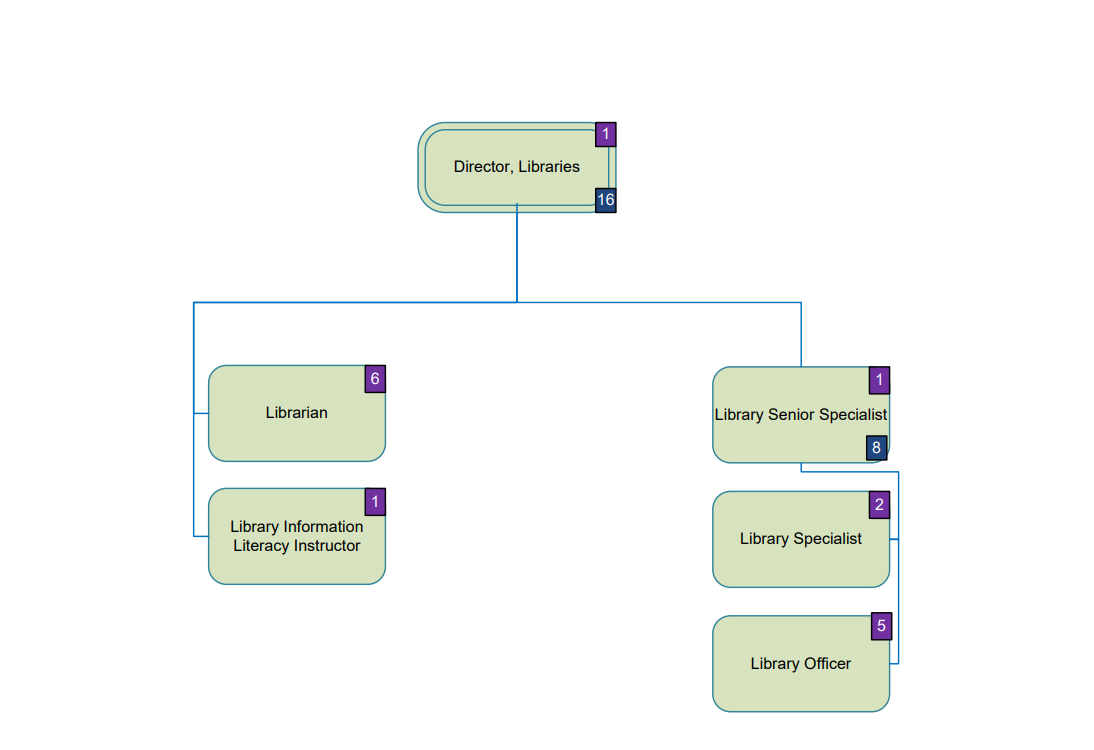 1
Director, Libraries
16
6
Librarian
1
Library Information
Literacy Instructor
1
Library Senior Specialist
8
2
Library Specialist
5
Library Officer